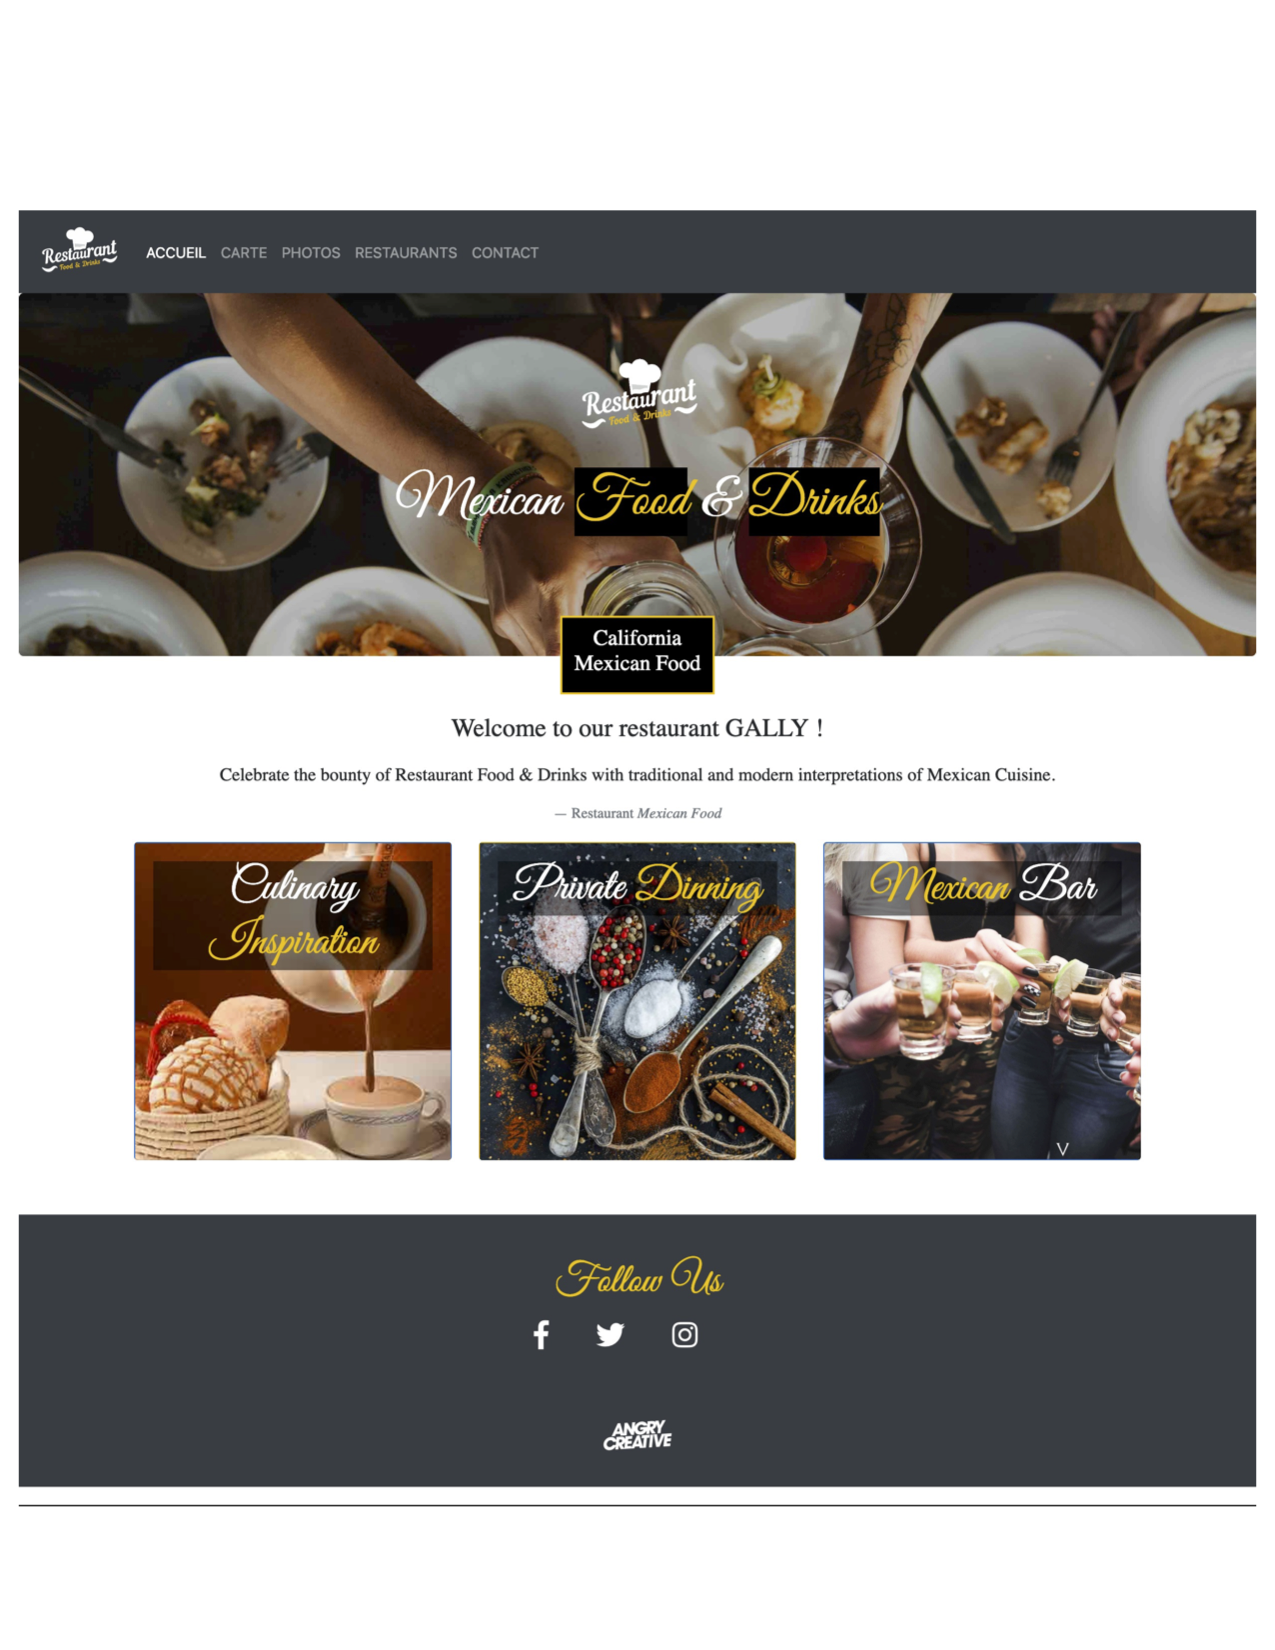 Restaurant
Food & Drinks
ACCUEIL CARTE PHOTOS RESTAURANTS CONTACT
Restaurant
Food & Drinks
Mexican Food & Drinks
California
Mexican Food
Welcome to our restaurant GALLY !
Celebrate the bounty of Restaurant Food & Drinks with traditional and modern interpretations of Mexican Cuisine.
— Restaurant Mexican Food
Culinary
Inspiration
Private Dinning
Mexican Bar
V
Follow Us
ANGRY
CREATIVE